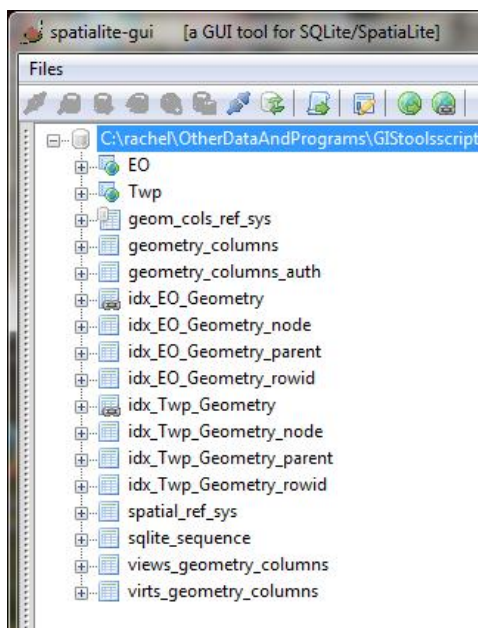 spatialite-gui [a GUI tool for SQLite/SpatiaLite]
Files
C:\rachel\OtherDataAndPrograms\GIStoolsscript
EO
Twp
geom_cols_ref_sys
geometry_columns
geometry_columns_auth
idx_EO_Geometry
idx_EO_Geometry_node
idx_EO_Geometry_parent
idx_EO_Geometry_rowid
idx_Twp_Geometry
idx_Twp_Geometry_node
idx_Twp_Geometry_parent
idx_Twp_Geometry_rowid
spatial_ref_sys
sqlite_sequence
views_geometry_columns
virts_geometry_columns